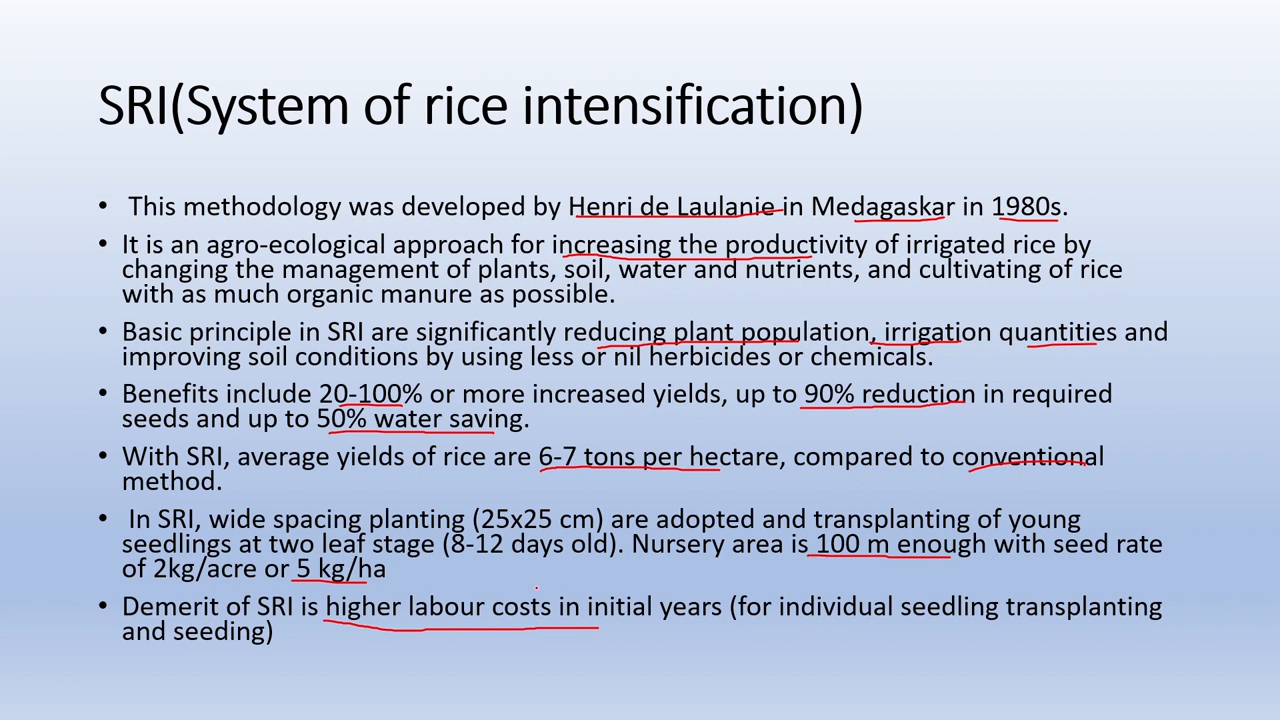 SRI(System of rice intensification)
• This methodology was developed by Henri de Laulanie in Medagaskar in 1980s.
• It is an agro-ecological approach for increasing the productivity of irrigated rice by
changing the management of plants, soil, water and nutrients, and cultivating of rice
with as much organic manure as possible.
• Basic principle in SRI are significantly reducing plant population, irrigation quantities and
improving soil conditions by using less or nil herbicides or chemicals.
• Benefits include 20-100% or more increased yields, up to 90% reduction in required
seeds and up to 50% water saving.
• With SRI, average yields of rice are 6-7 tons per hectare, compared to conventional
method.
• In SRI, wide spacing planting (25x25 cm) are adopted and transplanting of young
seedlings at two leaf stage (8-12 days old). Nursery area is 100 m enough with seed rate
of 2kg/acre or 5 kg/ha
• Demerit of SRI is higher labour costs in initial years (for individual seedling transplanting
and seeding)